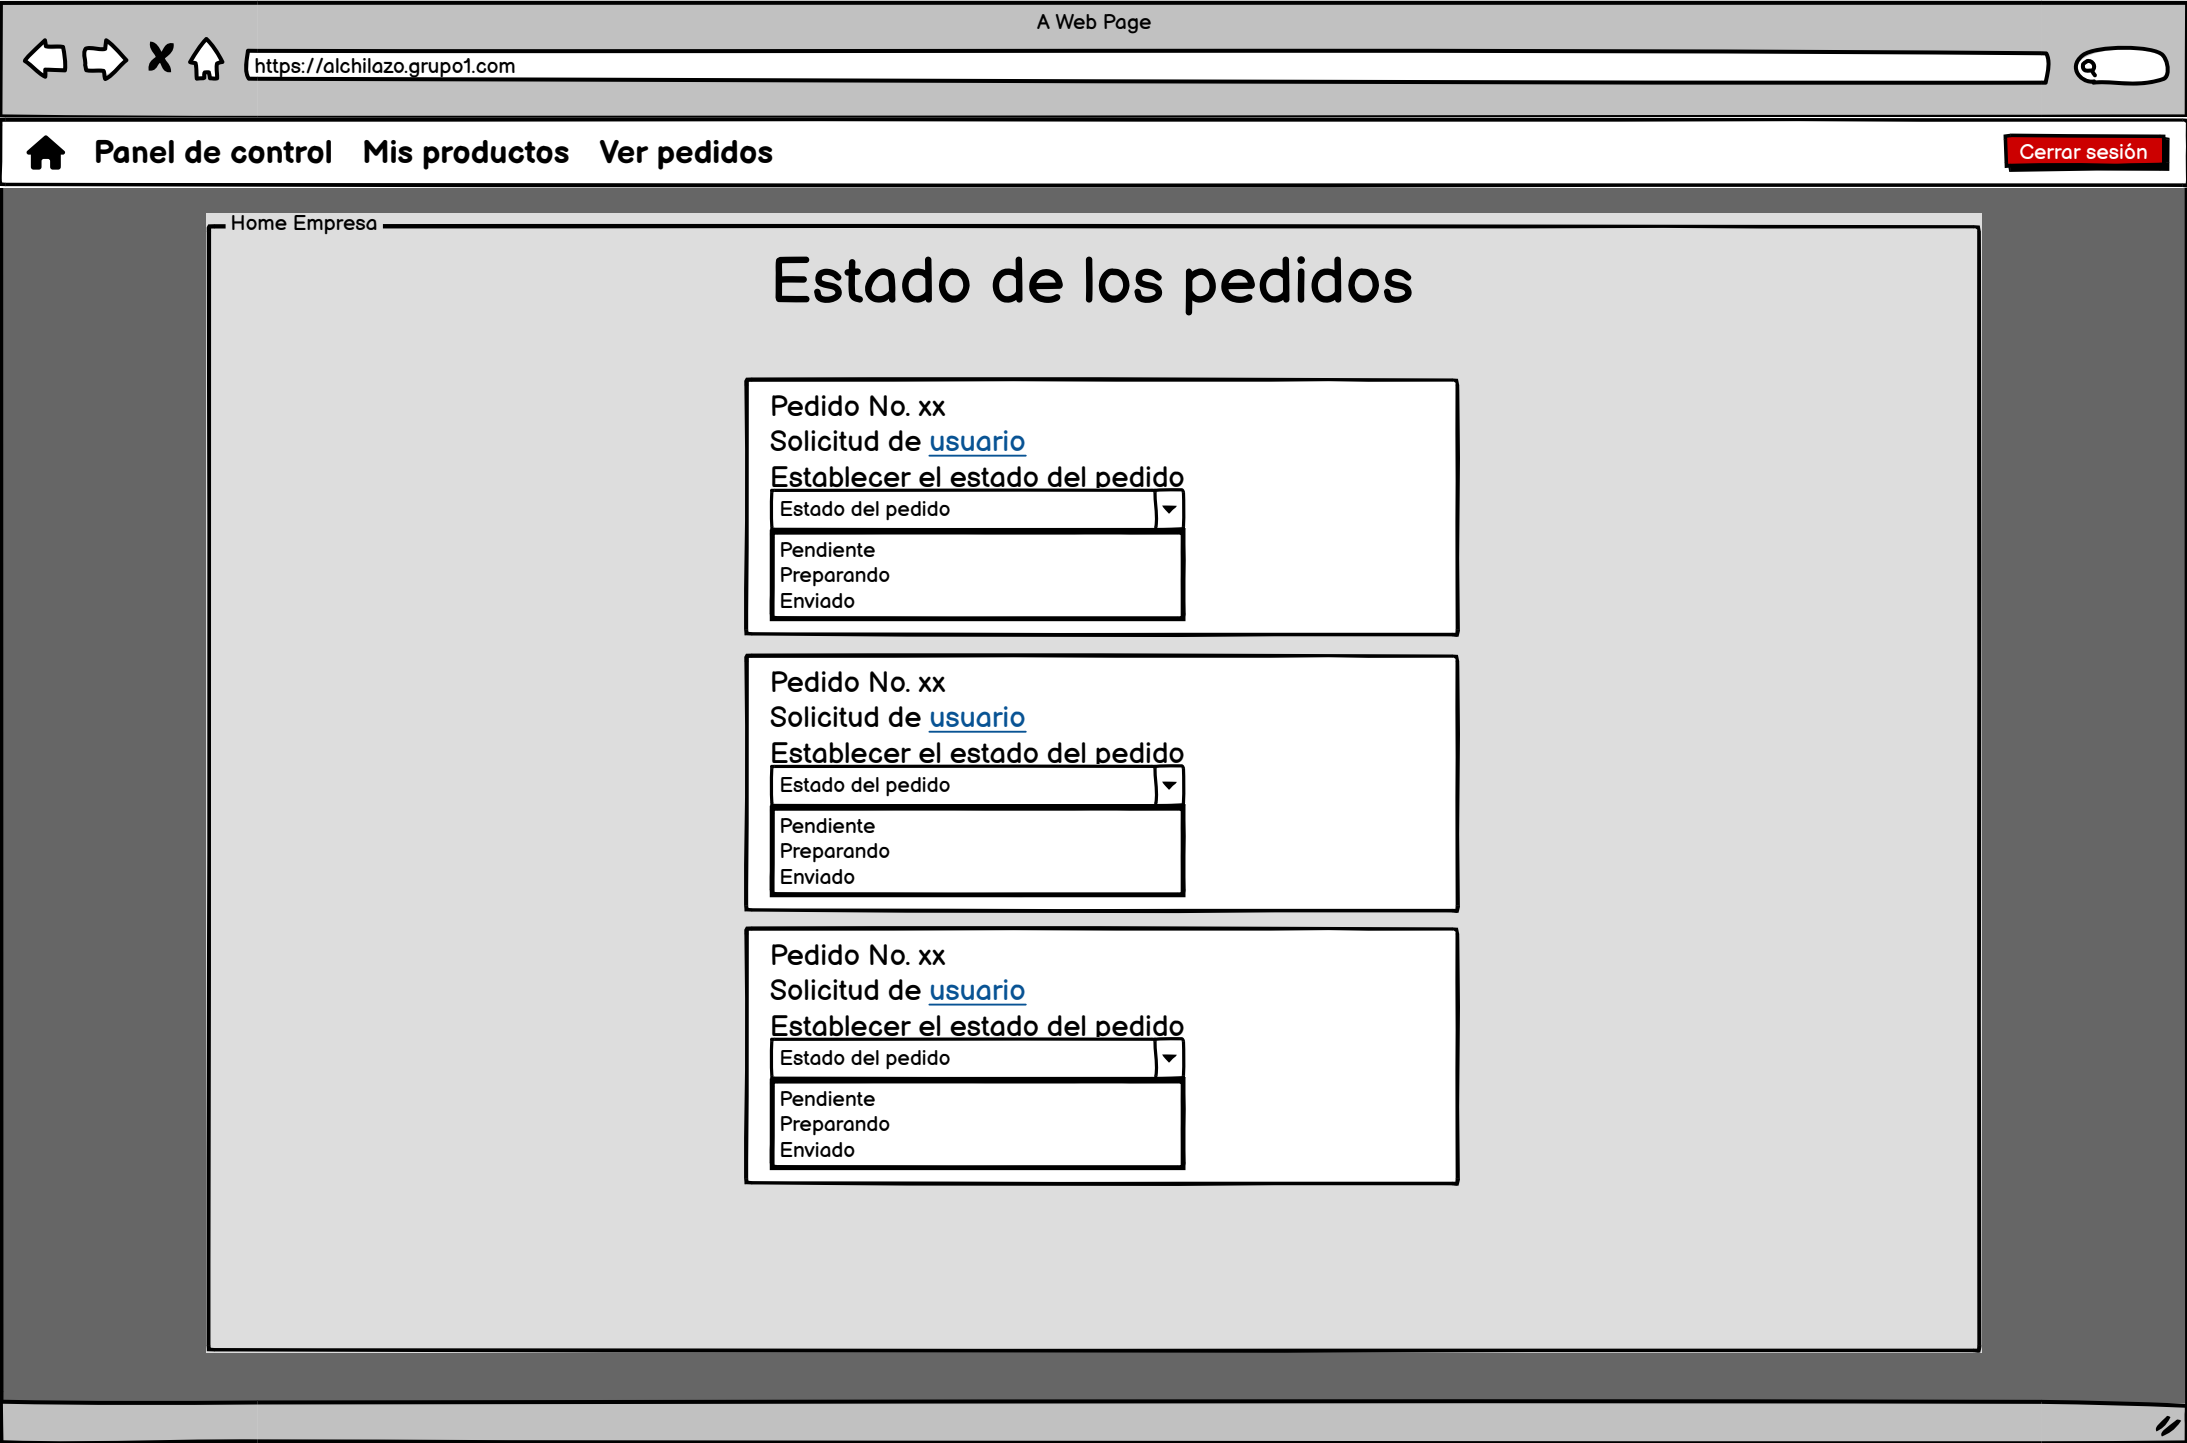 A Web Page
https://alchilazo.grupo1.com
Panel de control Mis productos Ver pedidos Cerrar sesión
Home Empresa
Estado de los pedidos
Pedido No. xx
Solicitud de usuario
Establecer el estado del pedido
Estado del pedido
Pendiente
Preparando
Enviado
Pedido No. xx
Solicitud de usuario
Establecer el estado del pedido
Estado del pedido
Pendiente
Preparando
Enviado
Pedido No. xx
Solicitud de usuario
Establecer el estado del pedido
Estado del pedido
Pendiente
Preparando
Enviado